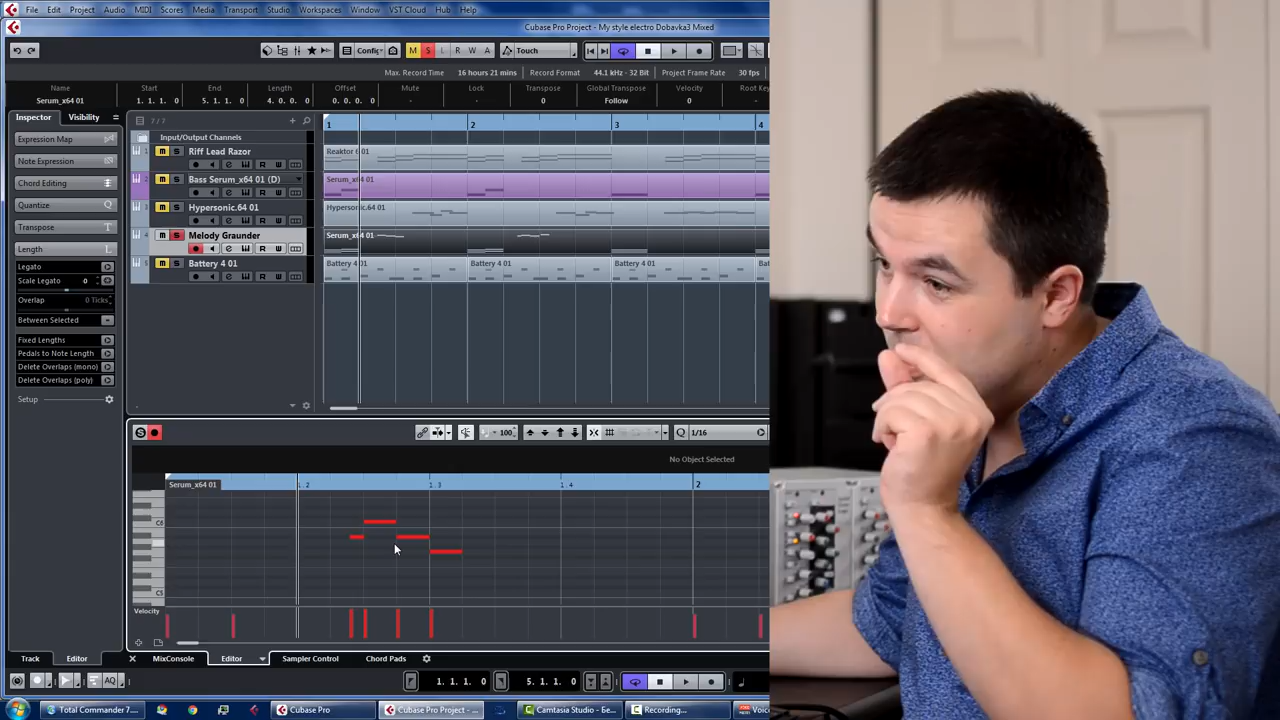 File Edit Project Audio MIDI Scores Media Transport Studio Workspaces Window VST Cloud Hub Help
Cubase Pro Project - My style electro Dobavka3 Mixed
M S L R W A Touch
Max. Record Time 16 hours 21 mins Record Format 44.1 kHz - 32 Bit Project Frame Rate 30 fps
Name Start End Length Offset Mute Lock Transpose Global Transpose Velocity Root Key
Serum_x64 01 1. 1. 1. 0 5. 1. 1. 0 4. 0. 0. 0 0. 0. 0. 0 - - 0 Follow 0
Inspector Visibility 7 / 7 1 2 3 4
Expression Map Input/Output Channels
Note Expression 1 M S Riff Lead Razor R W
Chord Editing M S Bass Serum_x64 01 (D) R W Serum_x64 01
Quantize Q M S Hypersonic.64 01 R W Hypersonic.64 01
Transpose T
Length 4 M S Melody Graunder R W Serum_x64 01
Legato M S Battery 4 01 R W Battery 4 01 Battery 4 01 Battery 4 01
Scale Legato 0
Overlap 0 Ticks
Between Selected
Fixed Lengths
Pedals to Note Length
Delete Overlaps (mono)
Delete Overlaps (poly)
Setup
S 100 Q 1/16
No Object Selected
Serum_x64 01 1.2 1.3 1.4 2
C6
C5
Velocity
Track Editor MixConsole Editor Sampler Control Chord Pads
AQ 1. 1. 1. 0 5. 1. 1. 0
Total Commander 7... Cubase Pro Cubase Pro Project -... Camtasia Studio - Бе... Recording...